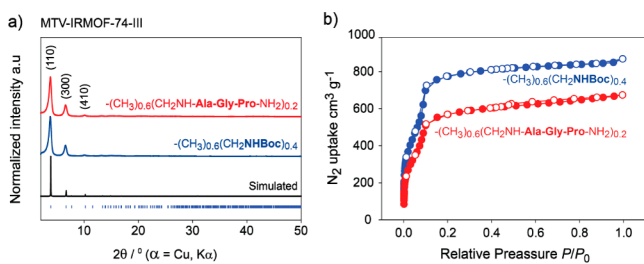 a) MTV-IRMOF-74-III
(110)
(300)
(410)
-(CH3)0.6(CH2NH-Ala-Gly-Pro-NH2)0.2
-(CH3)0.6(CH2NHBoc)0.4
Simulated
Normalized intensity a.u
10 20 30 40 50
2θ / ⁰ (α = Cu, Kα)
b)
1000
800
600
400
200
0
N2 uptake cm3 g-1
-(CH3)0.6(CH2NHBoc)0.4
-(CH3)0.6(CH2NH-Ala-Gly-Pro-NH2)0.2
0.0 0.2 0.4 0.6 0.8 1.0
Relative Preassure P/P0